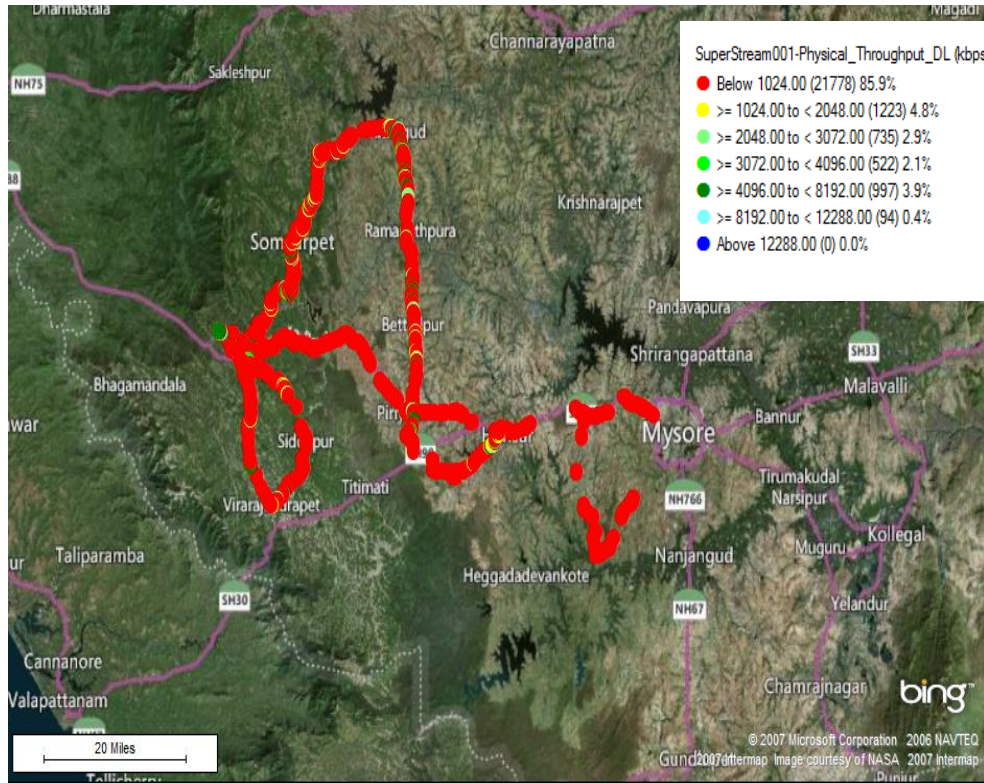 Dharmastala
Magadi
Channarayapatna
NH75
Sakleshpur
SuperStream001-Physical_Throughput_DL (kbps
Below 1024.00 (21778) 85.9%
>= 1024.00 to < 2048.00 (1223) 4.8%
>= 2048.00 to < 3072.00 (735) 2.9%
>= 3072.00 to < 4096.00 (522) 2.1%
>= 4096.00 to < 8192.00 (997) 3.9%
>= 8192.00 to < 12288.00 (94) 0.4%
Above 12288.00 (0) 0.0%
Krishnarajpet
Pandavapura
Shrirangapattana
SH33
Bhagamandala
Malavalli
Bannur
Mysore
Tirumakudal
Narsipur
Titimati
NH766
Kollegal
Taliparamba
Nanjangud
Muguru
Heggadadevankote
SH30
NH67
Yelandur
Cannanore
Valapattanam
Chamrajnagar
bing™
20 Miles
© 2007 Microsoft Corporation 2006 NAVTEQ
Image courtesy of NASA 2007 Intermap